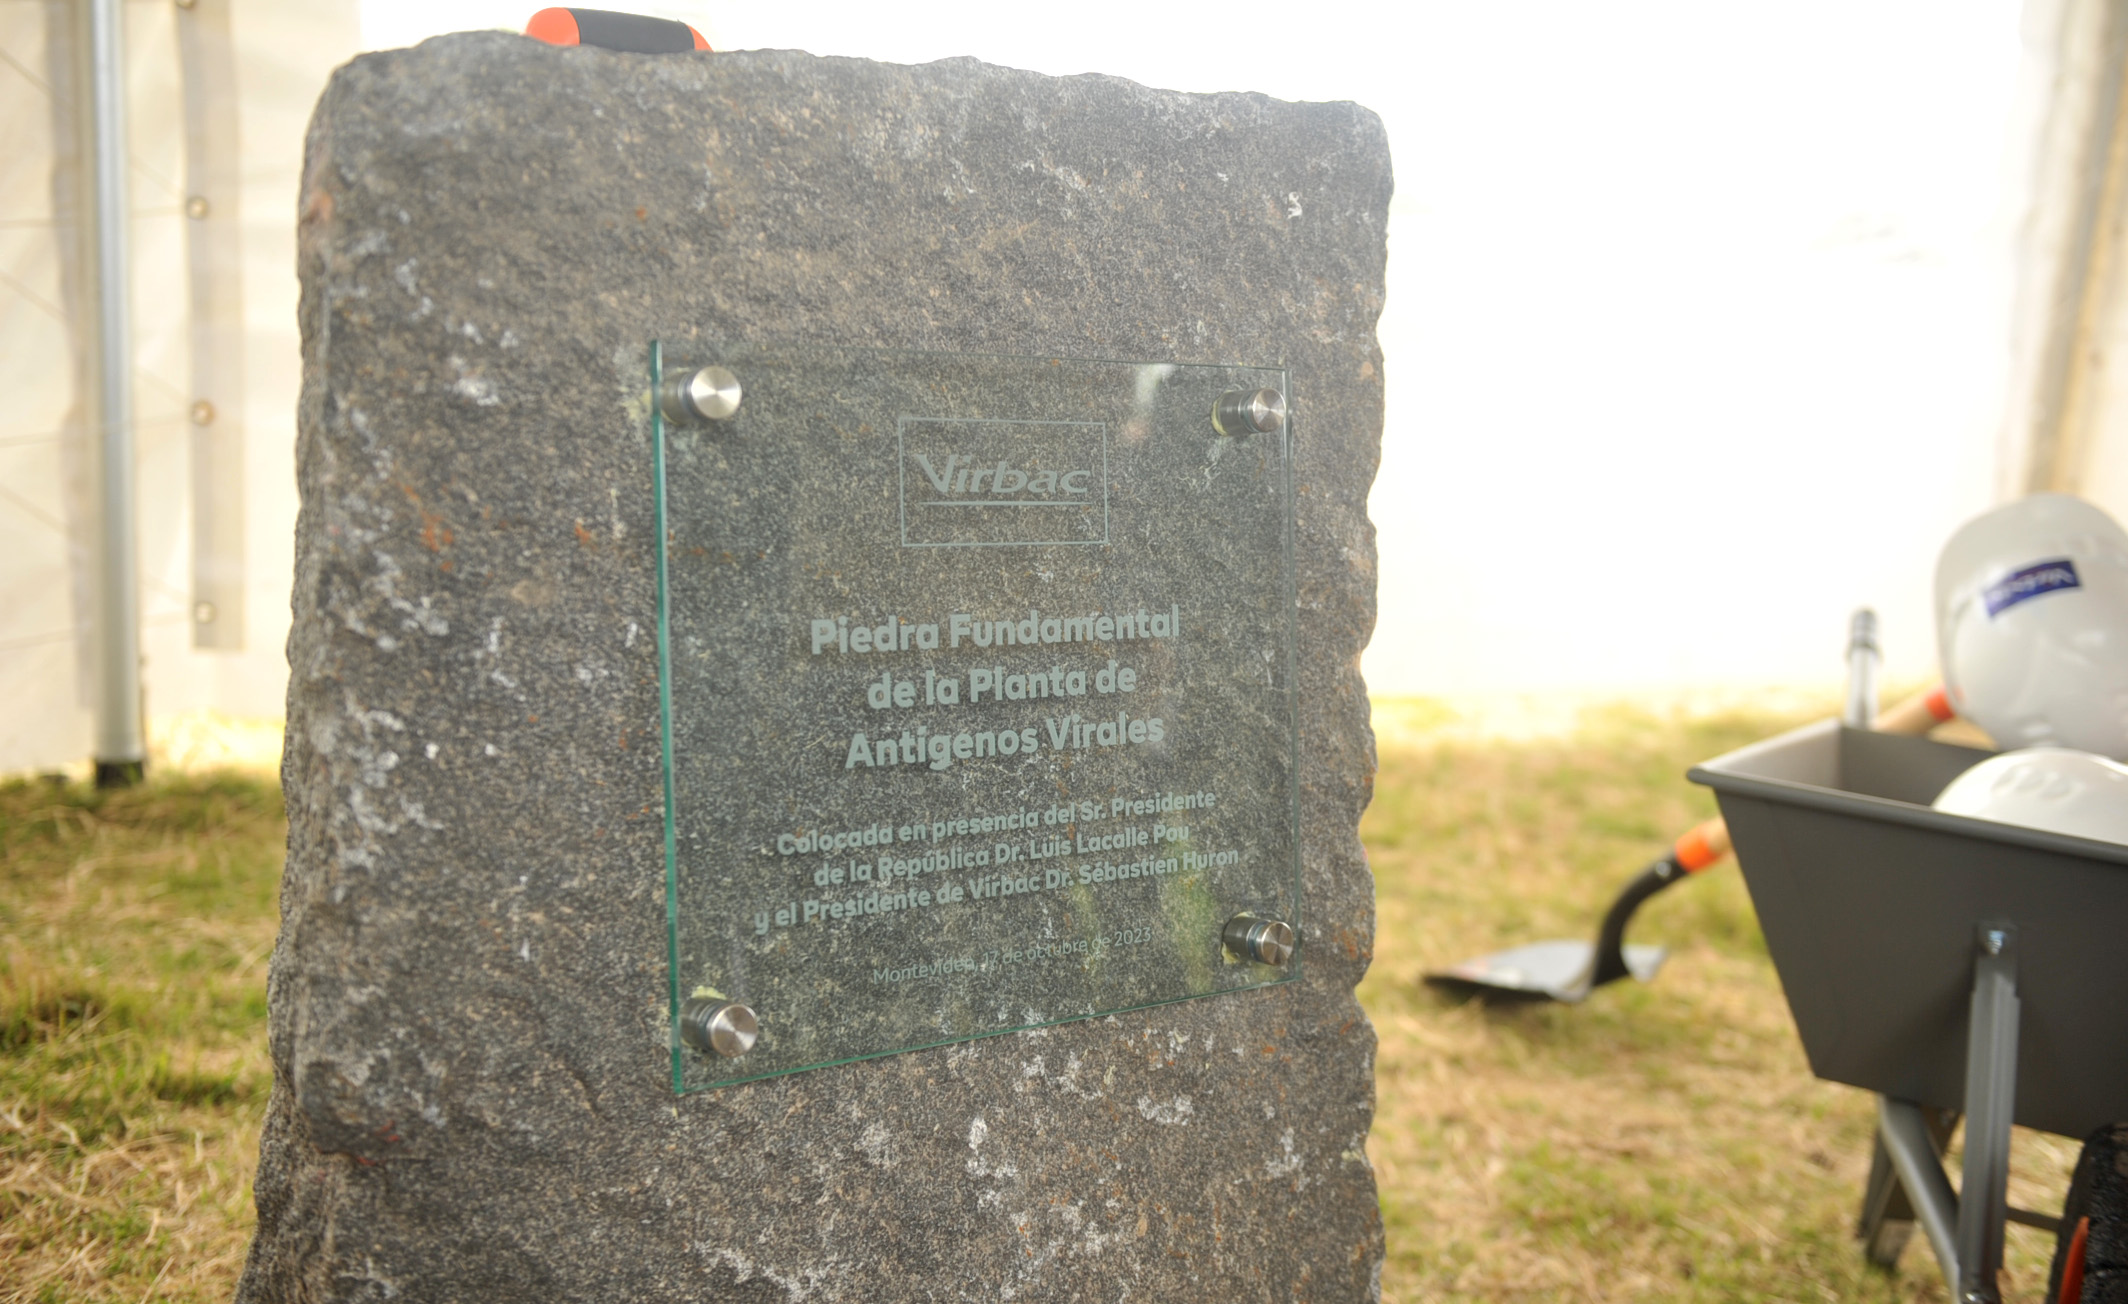 Virbac
Piedra Fundamental
de la Planta de
Antígenos Virales
Colocada en presencia del Sr. Presidente
de la República Dr. Luis Lacalle Pou
y el Presidente de Virbac Dr. Sébastien Huron
Montevideo, 17 de octubre de 2023